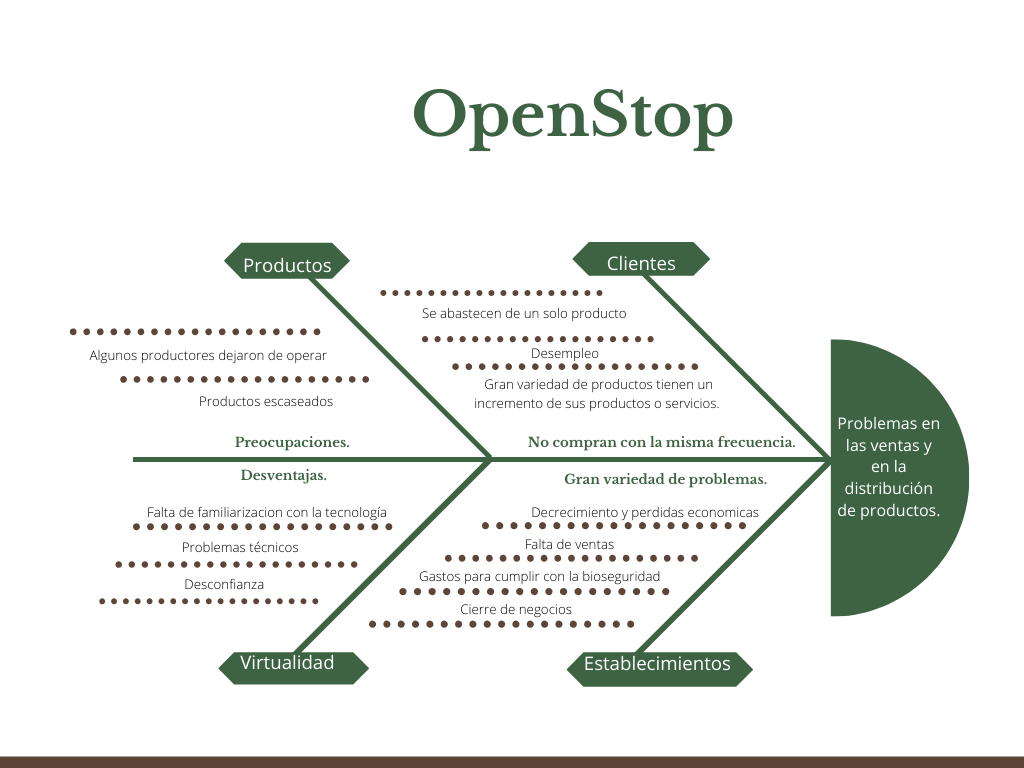 OpenStop
Productos
Clientes
Se abastecen de un solo producto
Algunos productores dejaron de operar
Desempleo
Gran variedad de productos tienen un
incremento de sus productos o servicios.
Productos escaseados
Preocupaciones.
No compran con la misma frecuencia.
Problemas en
las ventas y
en la
distribución
de productos.
Desventajas.
Gran variedad de problemas.
Falta de familiarizacion con la tecnología
Decrecimiento y perdidas economicas
Problemas técnicos
Falta de ventas
Desconfianza
Gastos para cumplir con la bioseguridad
Cierre de negocios
Virtualidad
Establecimientos